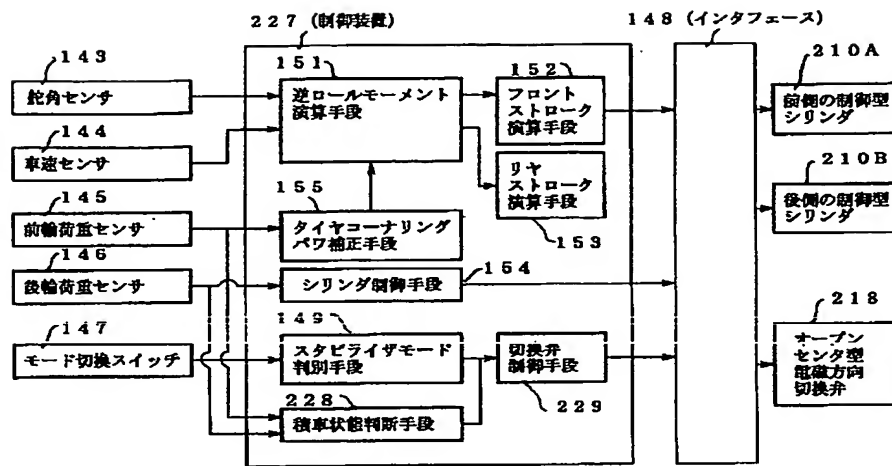 227(制御装置)
148(インタフェース)
143
舵角センサ
144
車速センサ
145
前輪荷重センサ
146
後輪荷重センサ
147
モード切換スイッチ
151
逆ロールモーメント
演算手段
152
フロント
ストローク
演算手段
リヤ
ストローク
演算手段
153
155
タイヤコーナリング
パワ補正手段
154
シリンダ制御手段
149
スタビライザモード
判別手段
切換弁
制御手段
229
228
積車状態判断手段
210A
前側の制御型
シリンダ
210B
後側の制御型
シリンダ
218
オープン
センタ型
電磁方向
切換弁